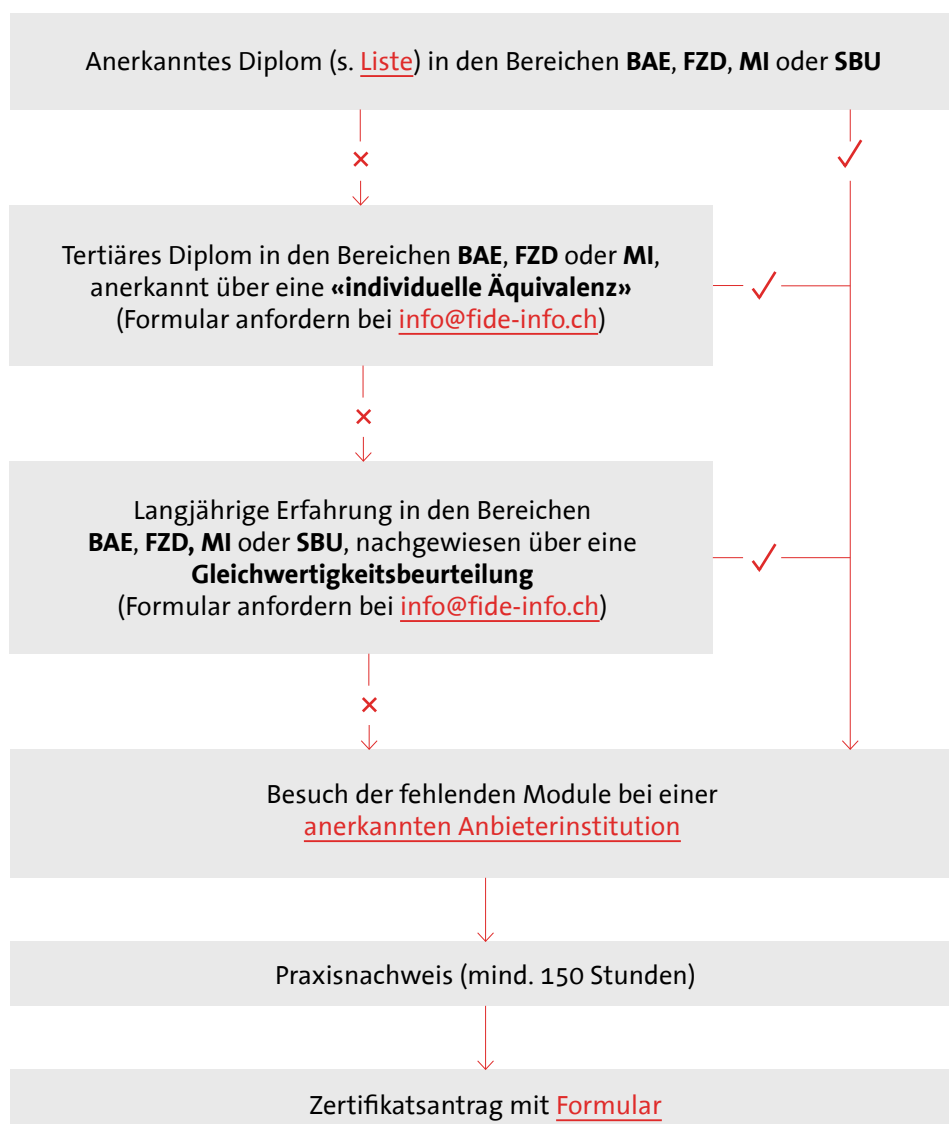 Anerkanntes Diplom (s. Liste) in den Bereichen BAE, FZD, MI oder SBU
Tertiäres Diplom in den Bereichen BAE, FZD oder MI,
anerkannt über eine «individuelle Äquivalenz»
(Formular anfordern bei info@fide-info.ch)
Langjährige Erfahrung in den Bereichen
BAE, FZD, MI oder SBU, nachgewiesen über eine
Gleichwertigkeitsbeurteilung
(Formular anfordern bei info@fide-info.ch)
Besuch der fehlenden Module bei einer
anerkannten Anbieterinstitution
Praxisnachweis (mind. 150 Stunden)
Zertifikatsantrag mit Formular